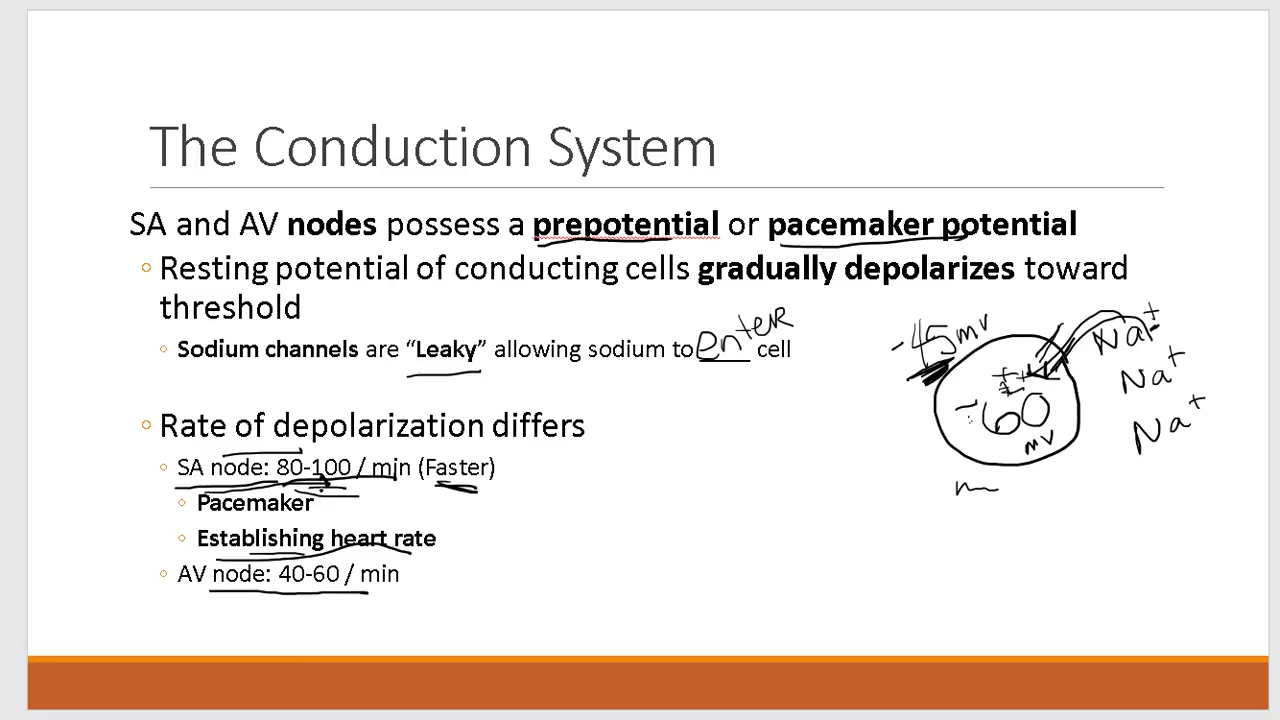 The Conduction System
SA and AV nodes possess a prepotential or pacemaker potential
Resting potential of conducting cells gradually depolarizes toward
threshold
Sodium channels are “Leaky” allowing sodium to enter cell
Rate of depolarization differs
SA node: 80-100 / min (Faster)
Pacemaker
Establishing heart rate
AV node: 40-60 / min
-45 mV
Na+
Na+
Na+
-60
mV